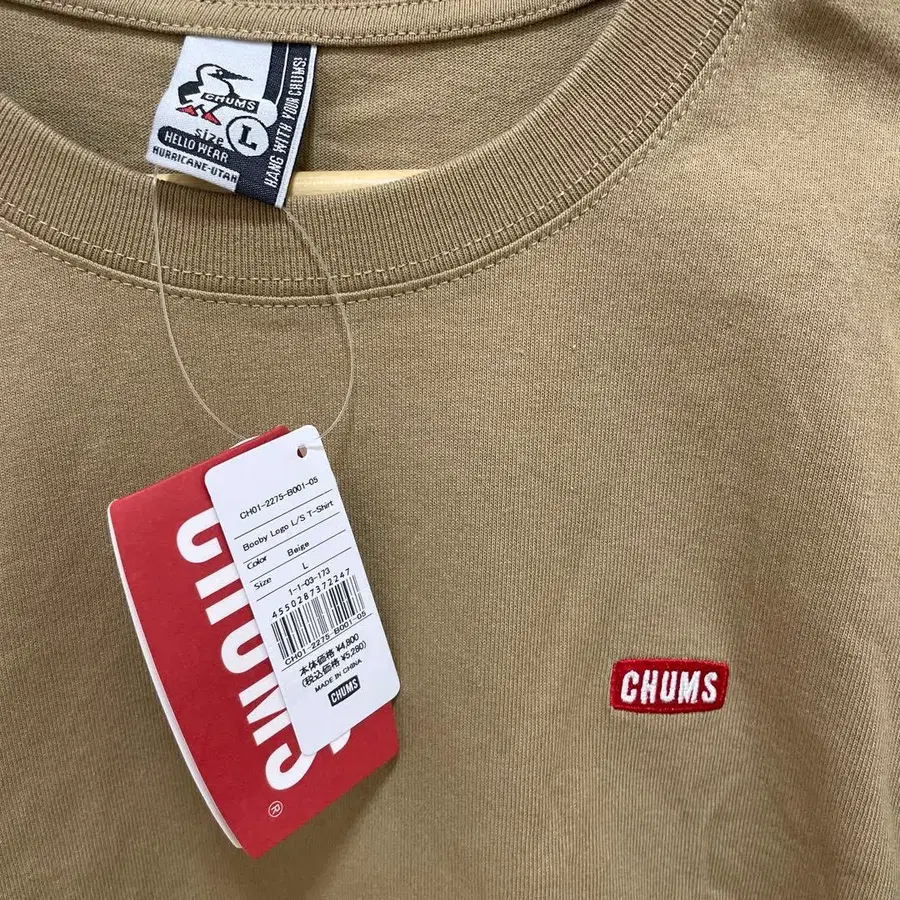 CHUMS
Size L
HELLO WEAR
HURRICANE-UTAH
HANG WITH YOUR CHUMS!
CH01-2275-B001-05
Booby Logo L/S T-Shirt
Color Beige
Size L
1-1-03-173
4550287372247
CH01-2275-B001-05
本体価格 ¥4,800
(税込価格 ¥5,280)
MADE IN CHINA
CHUMS
CHUMS
®
CHUMS